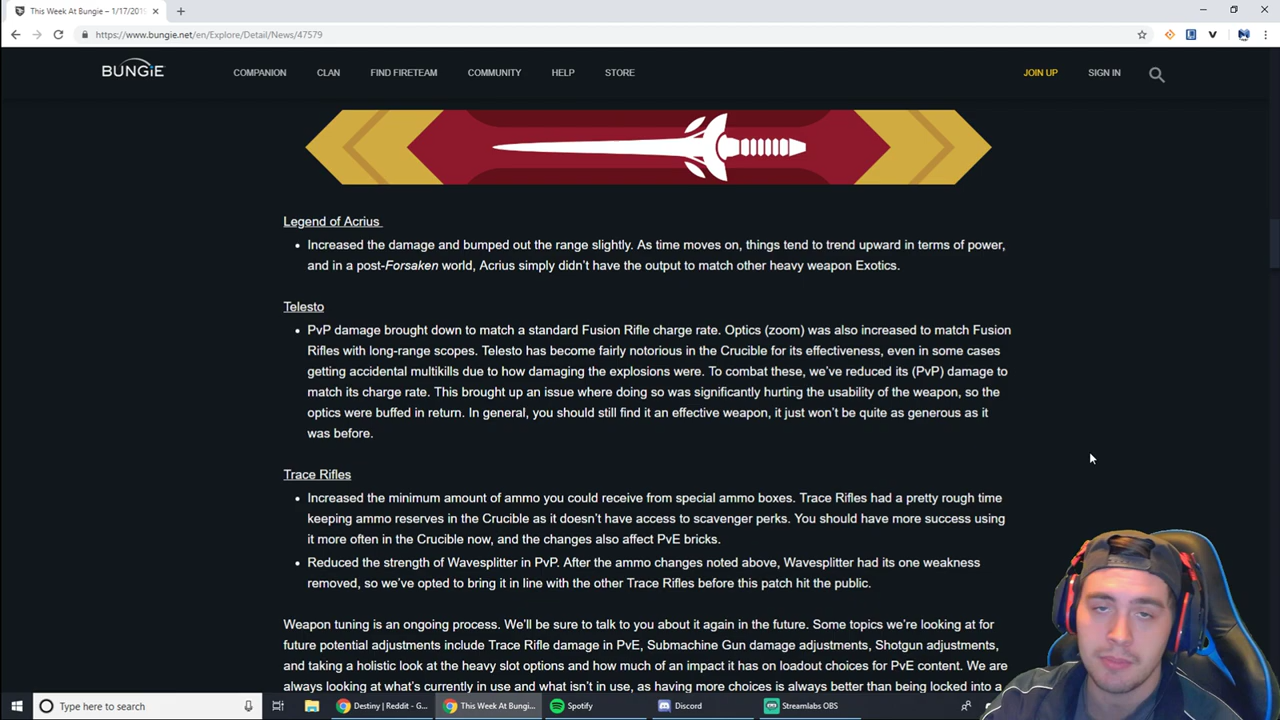 This Week At Bungie – 1/17/2019
https://www.bungie.net/en/Explore/Detail/News/47579
BUNGiE
COMPANION CLAN FIND FIRETEAM COMMUNITY HELP STORE JOIN UP SIGN IN
Legend of Acrius
• Increased the damage and bumped out the range slightly. As time moves on, things tend to trend upward in terms of power,
and in a post-Forsaken world, Acrius simply didn’t have the output to match other heavy weapon Exotics.
Telesto
• PvP damage brought down to match a standard Fusion Rifle charge rate. Optics (zoom) was also increased to match Fusion
Rifles with long-range scopes. Telesto has become fairly notorious in the Crucible for its effectiveness, even in some cases
getting accidental multikills due to how damaging the explosions were. To combat these, we’ve reduced its (PvP) damage to
match its charge rate. This brought up an issue where doing so was significantly hurting the usability of the weapon, so the
optics were buffed in return. In general, you should still find it an effective weapon, it just won’t be quite as generous as it
was before.
Trace Rifles
• Increased the minimum amount of ammo you could receive from special ammo boxes. Trace Rifles had a pretty rough time
keeping ammo reserves in the Crucible as it doesn’t have access to scavenger perks. You should have more success using
it more often in the Crucible now, and the changes also affect PvE bricks.
• Reduced the strength of Wavesplitter in PvP. After the ammo changes noted above, Wavesplitter had its one weakness
removed, so we’ve opted to bring it in line with the other Trace Rifles before this patch hit the public.
Weapon tuning is an ongoing process. We’ll be sure to talk to you about it again in the future. Some topics we’re looking at for
future potential adjustments include Trace Rifle damage in PvE, Submachine Gun damage adjustments, Shotgun adjustments,
and taking a holistic look at the heavy slot options and how much of an impact it has on loadout choices for PvE content. We are
always looking at what’s currently in use and what isn’t in use, as having more choices is always better than being locked into a
Type here to search Destiny | Reddit - G... This Week At Bungi... Spotify Discord Streamlabs OBS